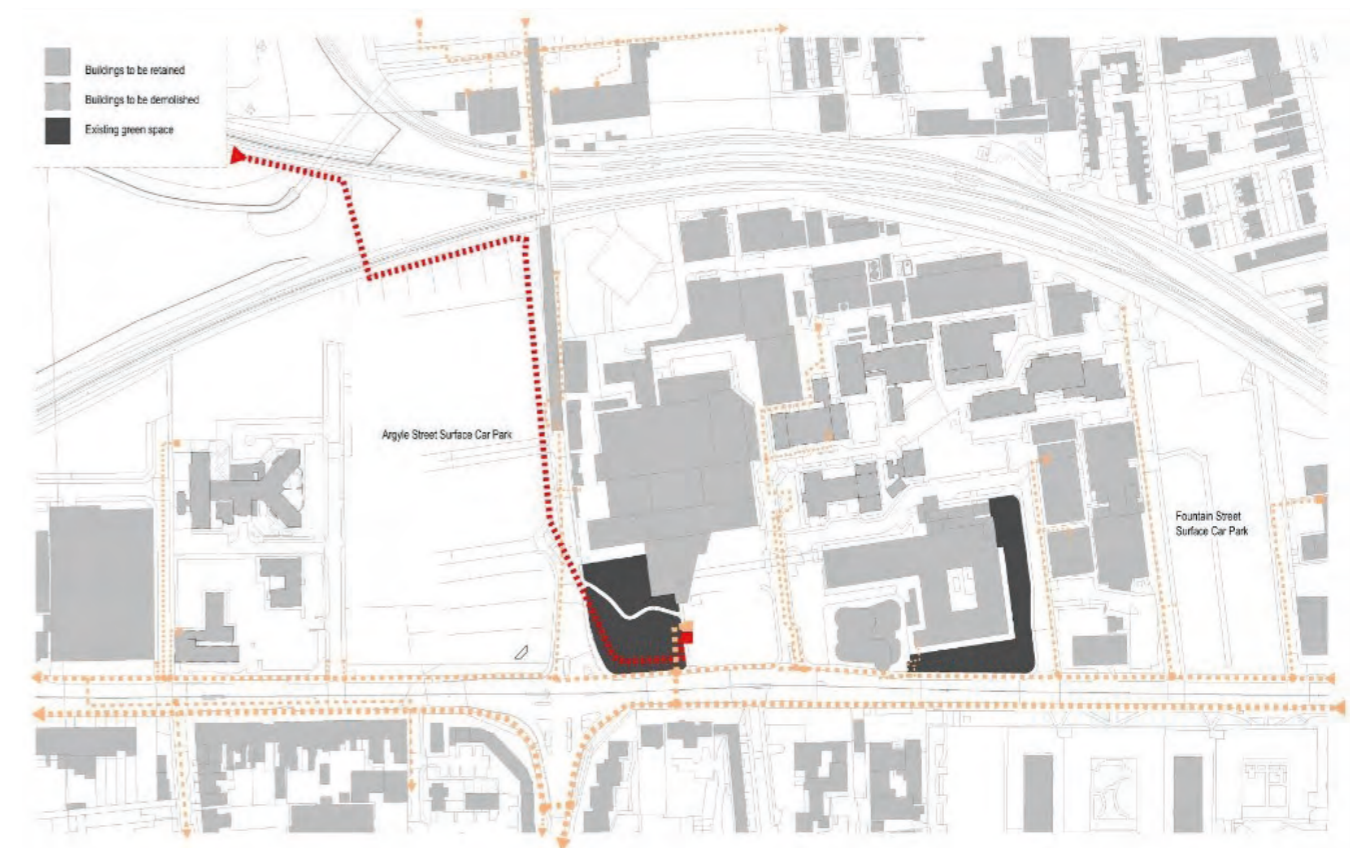 Buildings to be retained
Buildings to be demolished
Existing green space
Argyle Street Surface Car Park
Fountain Street
Surface Car Park